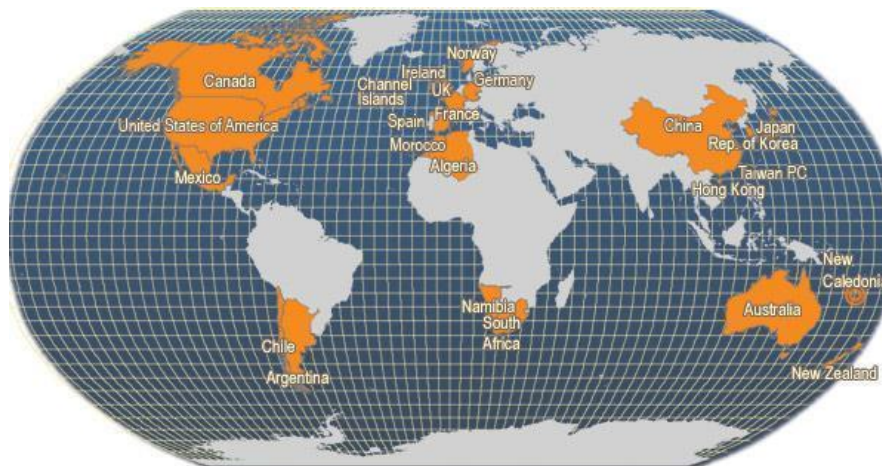 Norway
Ireland
Canada
Channel
Islands
UK
Germany
France
United States of America
Spain
China
Japan
Rep. of Korea
Morocco
Algeria
Mexico
Taiwan PC
Hong Kong
New
Caledonia
Namibia
South
Africa
Australia
Chile
Argentina
New Zealand